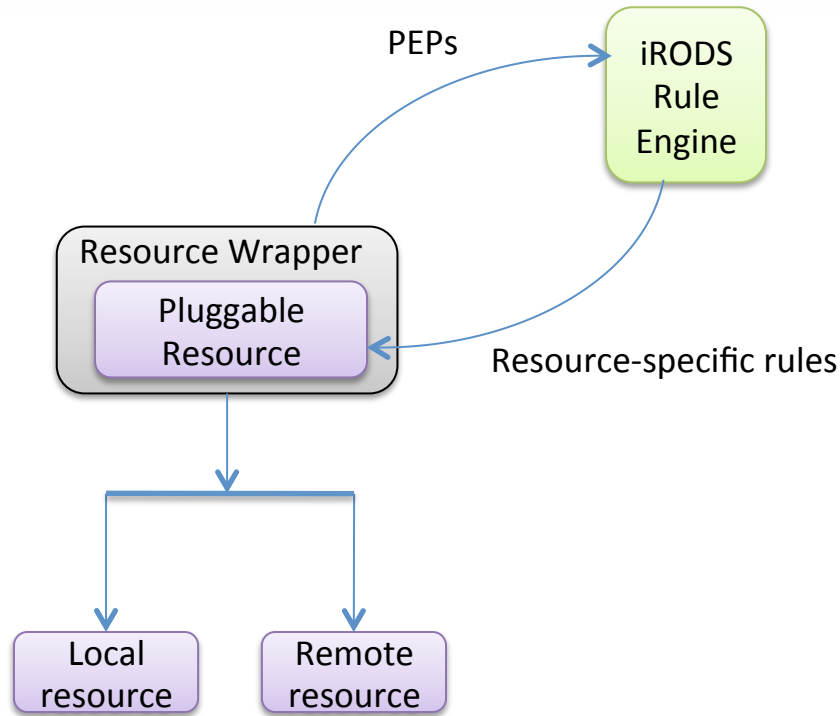 PEPs
iRODS
Rule
Engine
Resource Wrapper
Pluggable
Resource
Resource-specific rules
Local
resource
Remote
resource